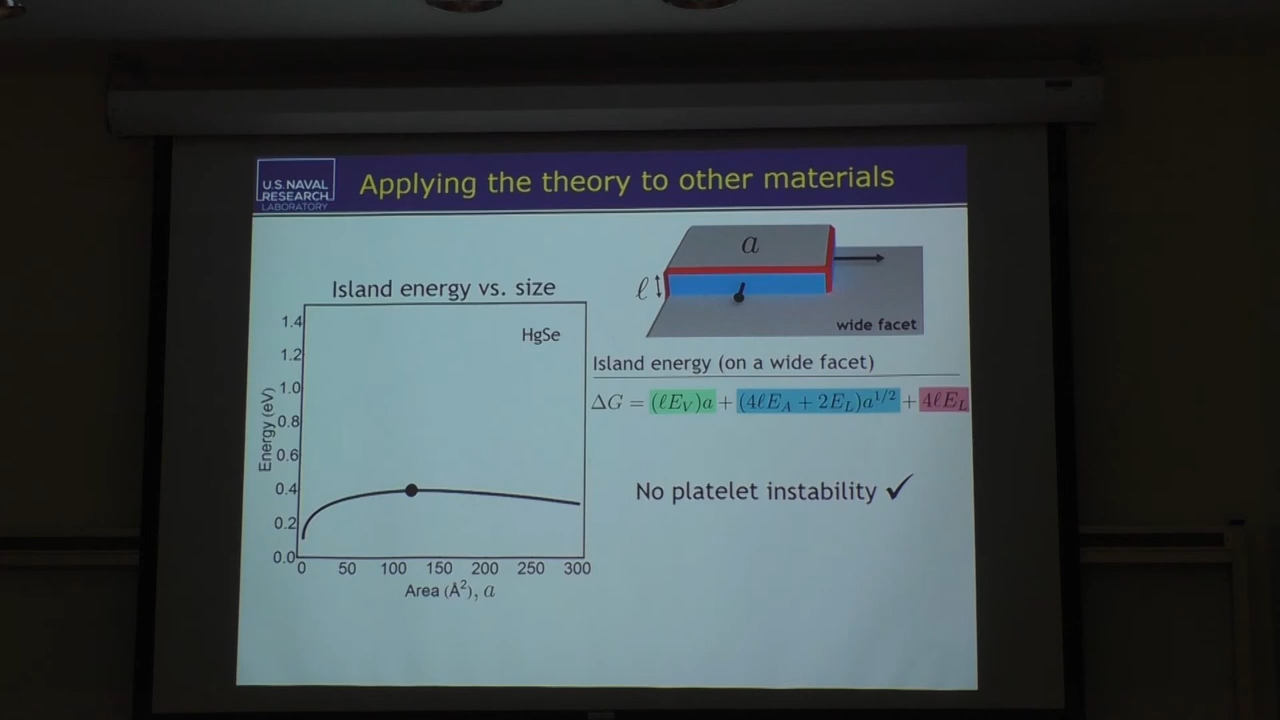 U.S. NAVAL
RESEARCH
LABORATORY
Applying the theory to other materials
a
ℓ
wide facet
Island energy vs. size
HgSe
Energy (eV)
1.4
1.2
1.0
0.8
0.6
0.4
0.2
0.0
0 50 100 150 200 250 300
Area (Å²), a
Island energy (on a wide facet)
ΔG = (ℓE_V)a + (4ℓE_A + 2E_L)a^{1/2} + 4ℓE_L
No platelet instability ✓